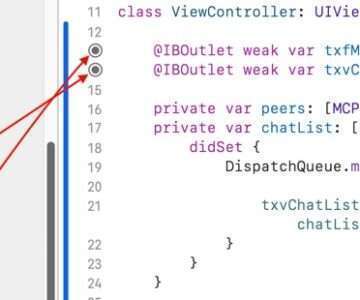 11 class ViewController: UIVie
12
@IBOutlet weak var txfM
@IBOutlet weak var txvC
15
16 private var peers: [MCP
17 private var chatList: [
18 didSet {
19 DispatchQueue.m
20
21 txvChatList
chatLis
22 }
23 }
24 }